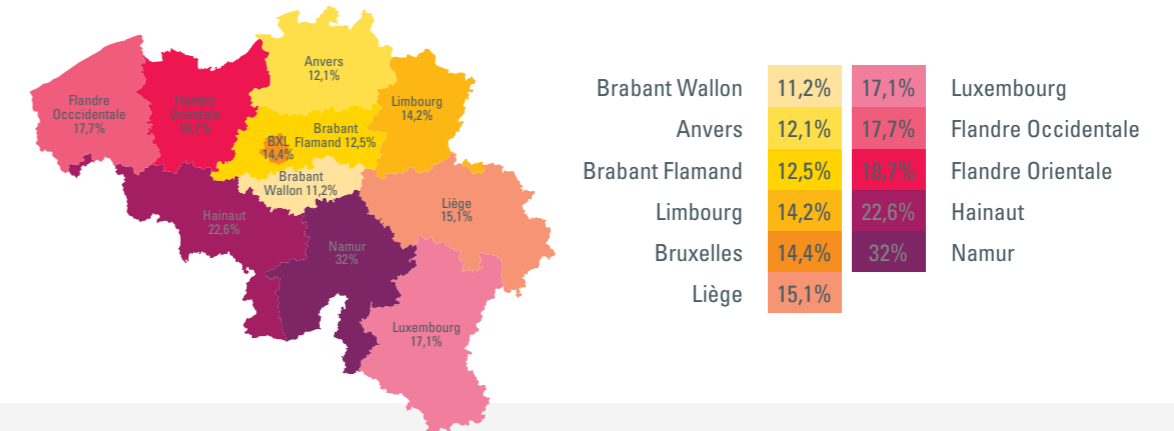 Anvers
12,1%
Flandre
Occcidentale
17,7%
Flandre
Orientale
18,7%
Limbourg
14,2%
BXL
14,4%
Brabant
Flamand 12,5%
Brabant
Wallon 11,2%
Hainaut
22,6%
Liège
15,1%
Namur
32%
Luxembourg
17,1%
Brabant Wallon 11,2% 17,1% Luxembourg
Anvers 12,1% 17,7% Flandre Occidentale
Brabant Flamand 12,5% 18,7% Flandre Orientale
Limbourg 14,2% 22,6% Hainaut
Bruxelles 14,4% 32% Namur
Liège 15,1%